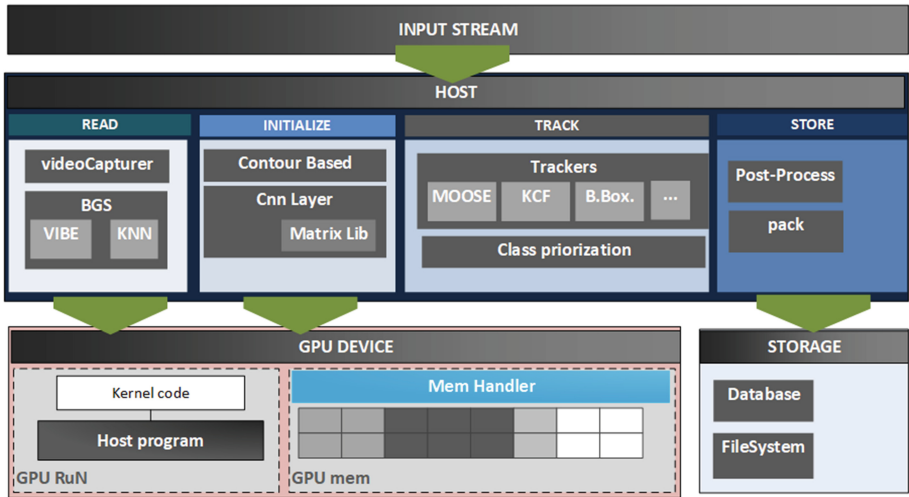 INPUT STREAM
HOST
READ
INITIALIZE
TRACK
STORE
videoCapturer
BGS
VIBE
KNN
Contour Based
Cnn Layer
Matrix Lib
Trackers
MOOSE
KCF
B.Box.
...
Class priorization
Post-Process
pack
GPU DEVICE
Kernel code
Host program
GPU RuN
Mem Handler
GPU mem
STORAGE
Database
FileSystem